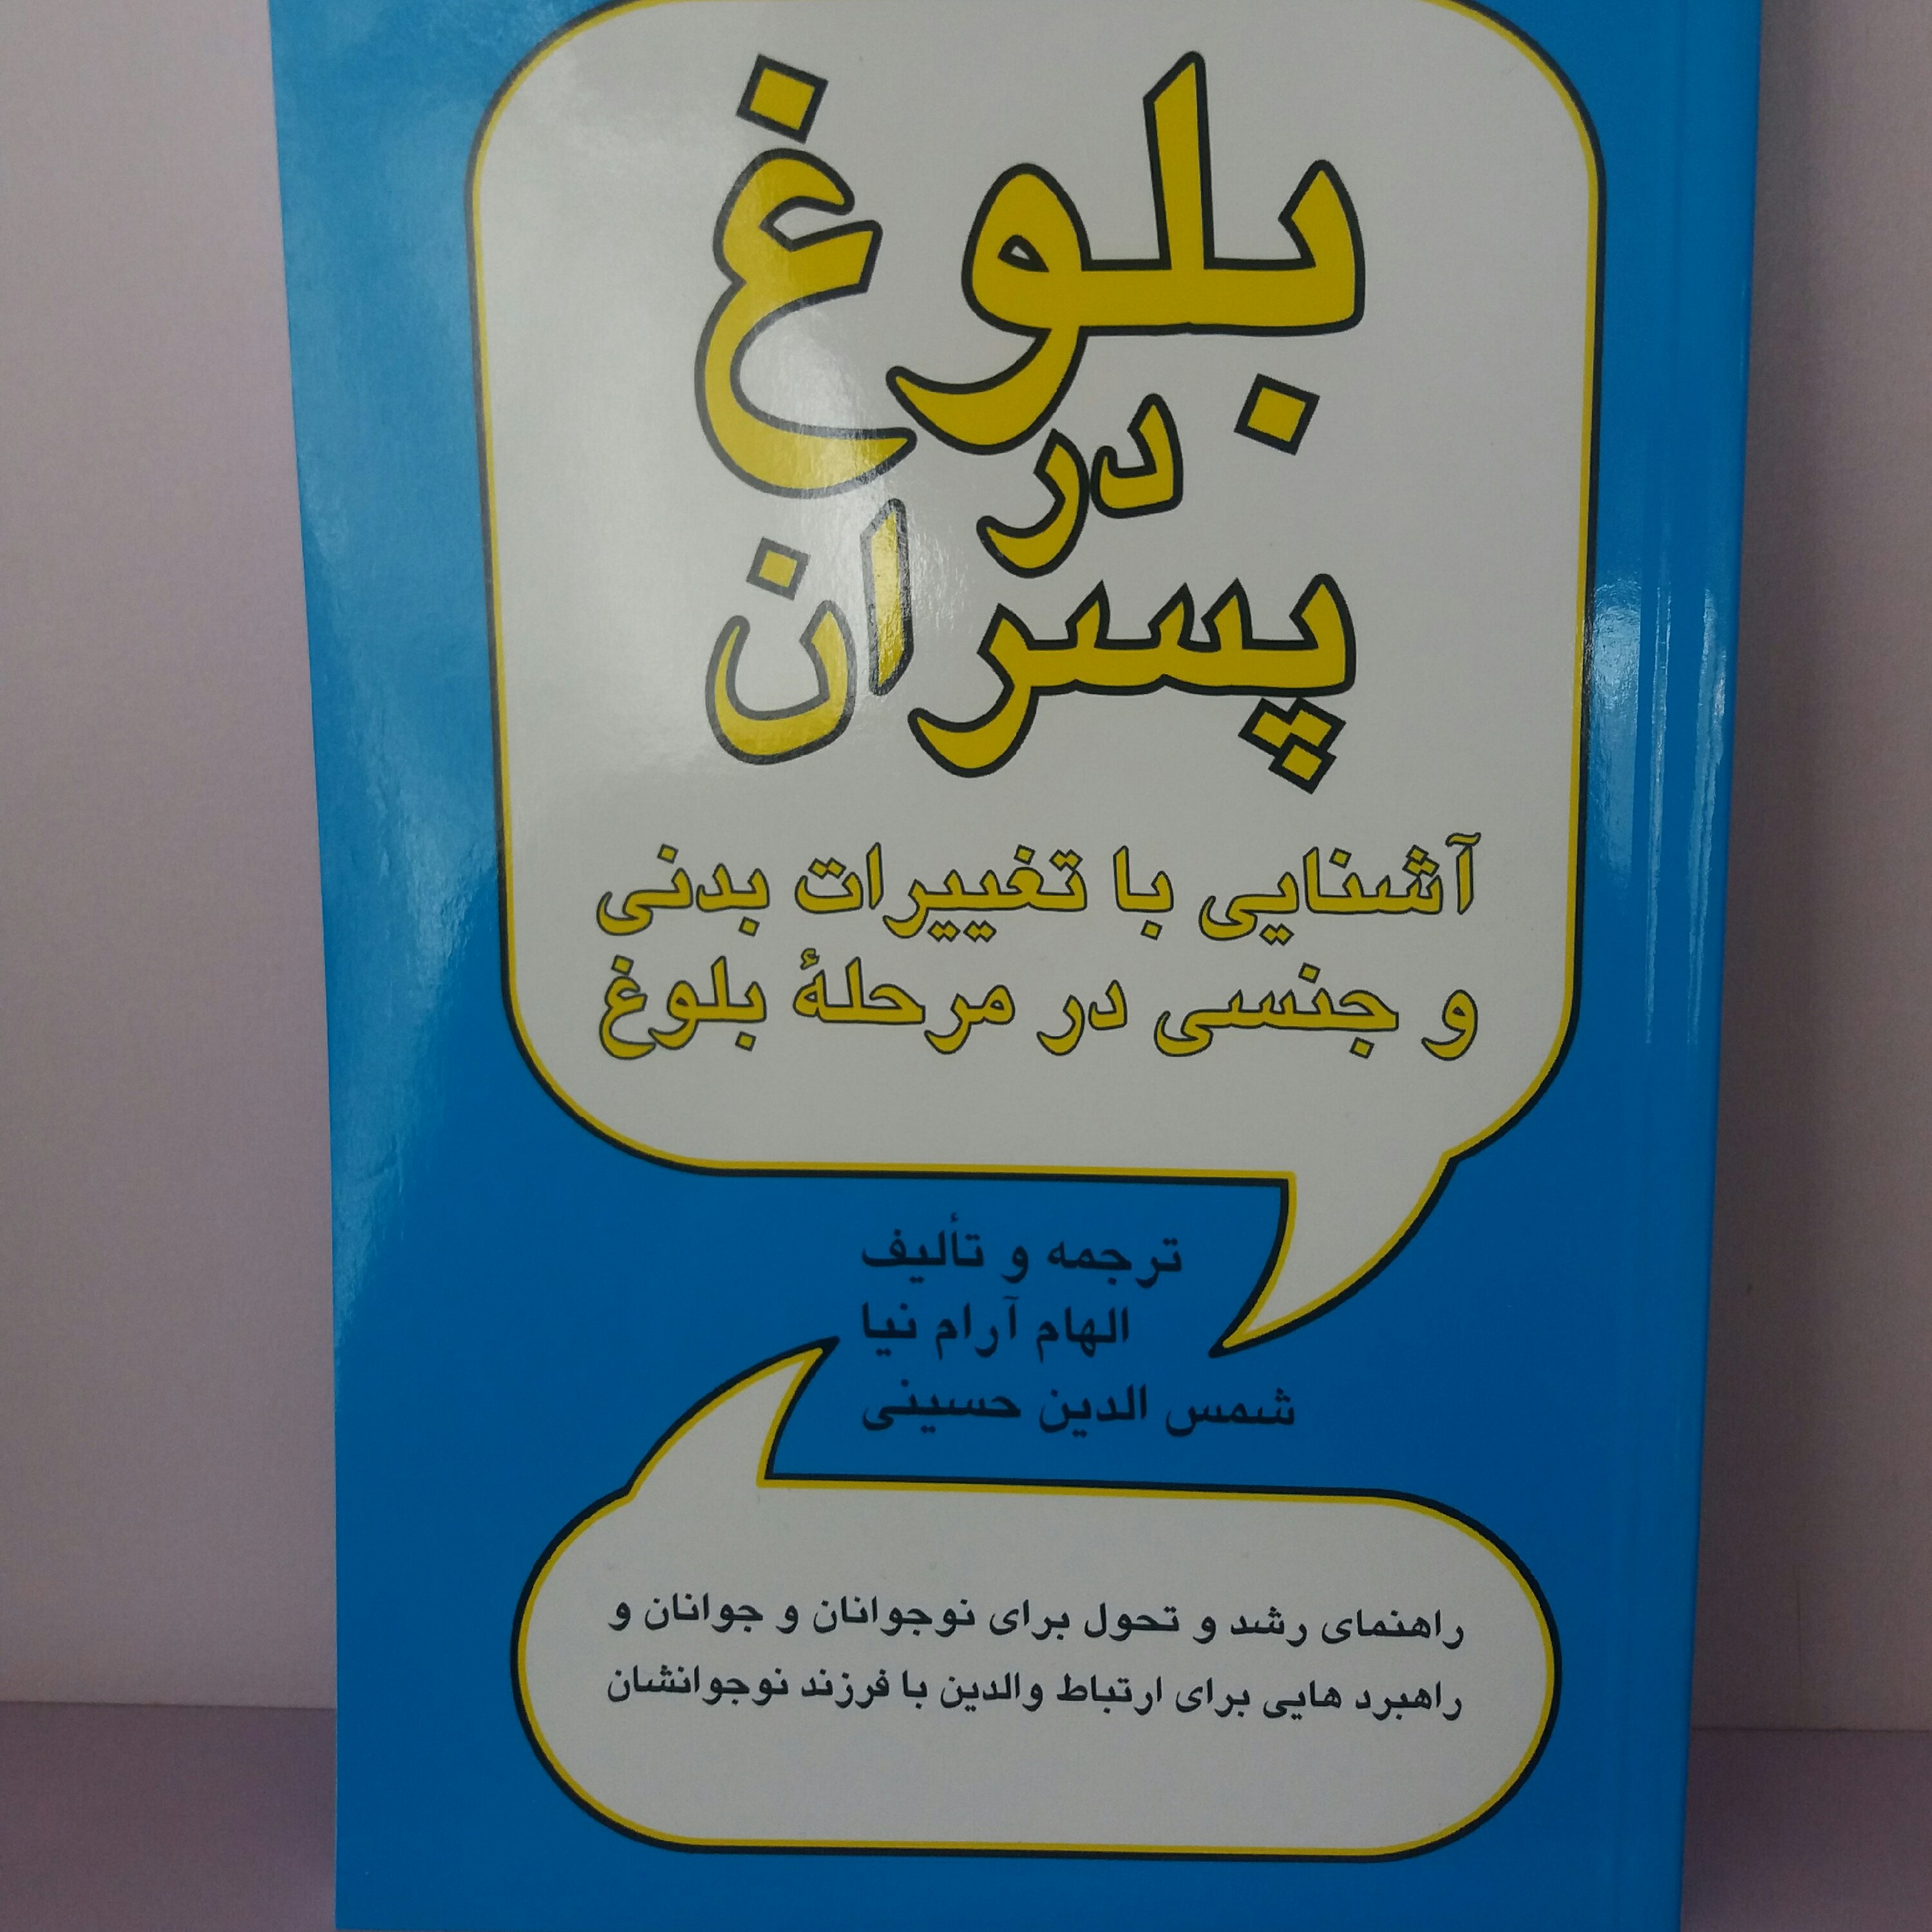 بلوغ
در
پسران
آشنایی با تغییرات بدنی
و جنسی در مرحلهٔ بلوغ
ترجمه و تألیف
الهام آرام نیا
شمس الدین حسینی
راهنمای رشد و تحول برای نوجوانان و جوانان و
راهبرد هایی برای ارتباط والدین با فرزند نوجوانشان